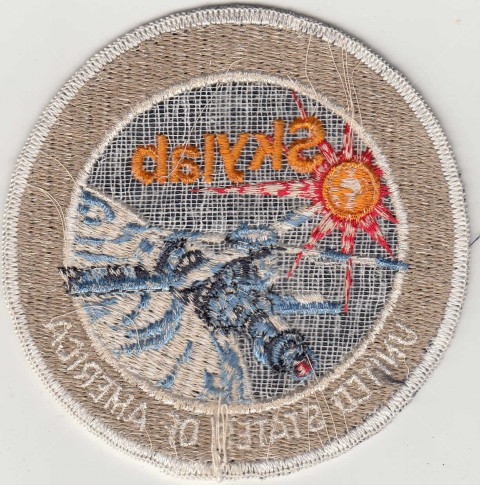 Skylab
UNITED STATES OF AMERICA